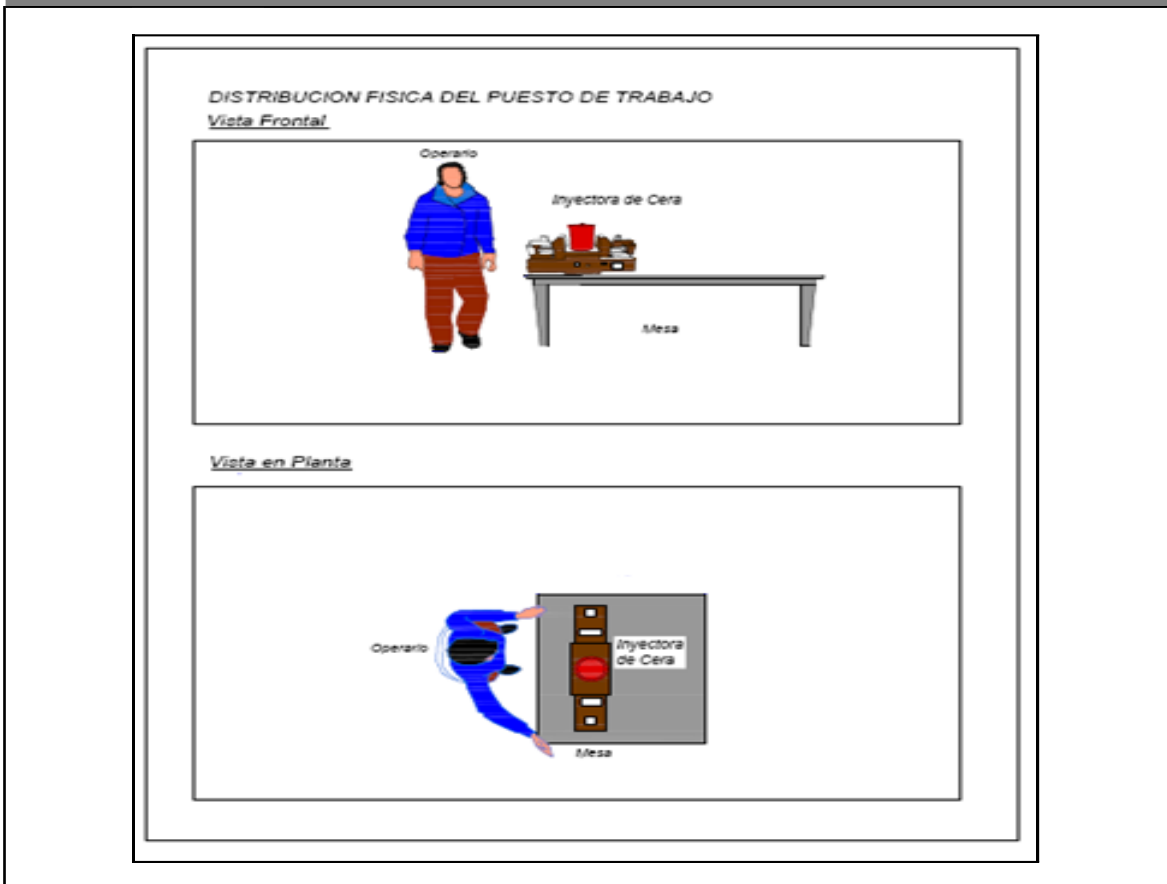 DISTRIBUCION FISICA DEL PUESTO DE TRABAJO
Vista Frontal
Operario
Inyectora de Cera
Mesa
Vista en Planta
Operario
Inyectora
de Cera
Mesa